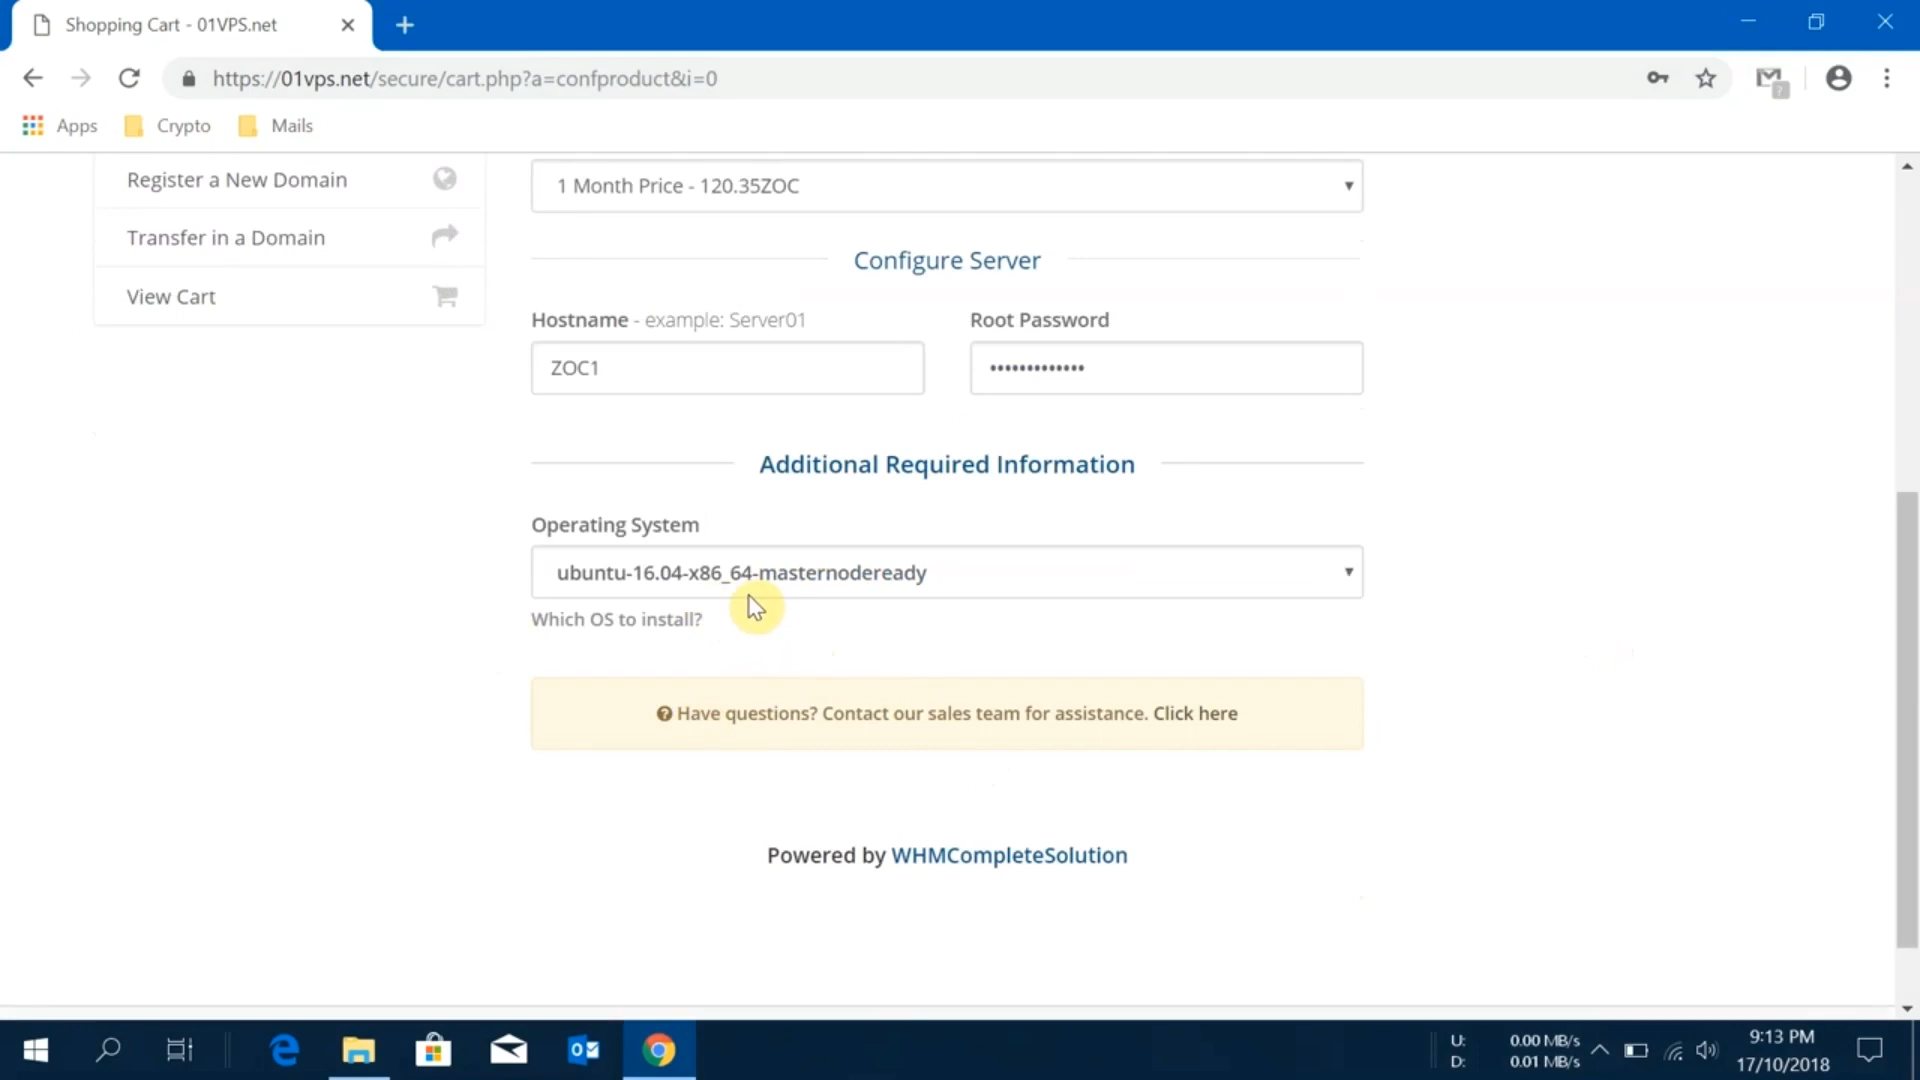 Shopping Cart - 01VPS.net
https://01vps.net/secure/cart.php?a=confproduct&i=0
Apps
Crypto
Mails
Register a New Domain
Transfer in a Domain
View Cart
1 Month Price - 120.35ZOC
Configure Server
Hostname - example: Server01
Root Password
ZOC1
•••••••••••••
Additional Required Information
Operating System
ubuntu-16.04-x86_64-masternodeready
Which OS to install?
Have questions? Contact our sales team for assistance. Click here
Powered by WHMCompleteSolution
U: 0.00 MB/s
D: 0.01 MB/s
9:13 PM
17/10/2018